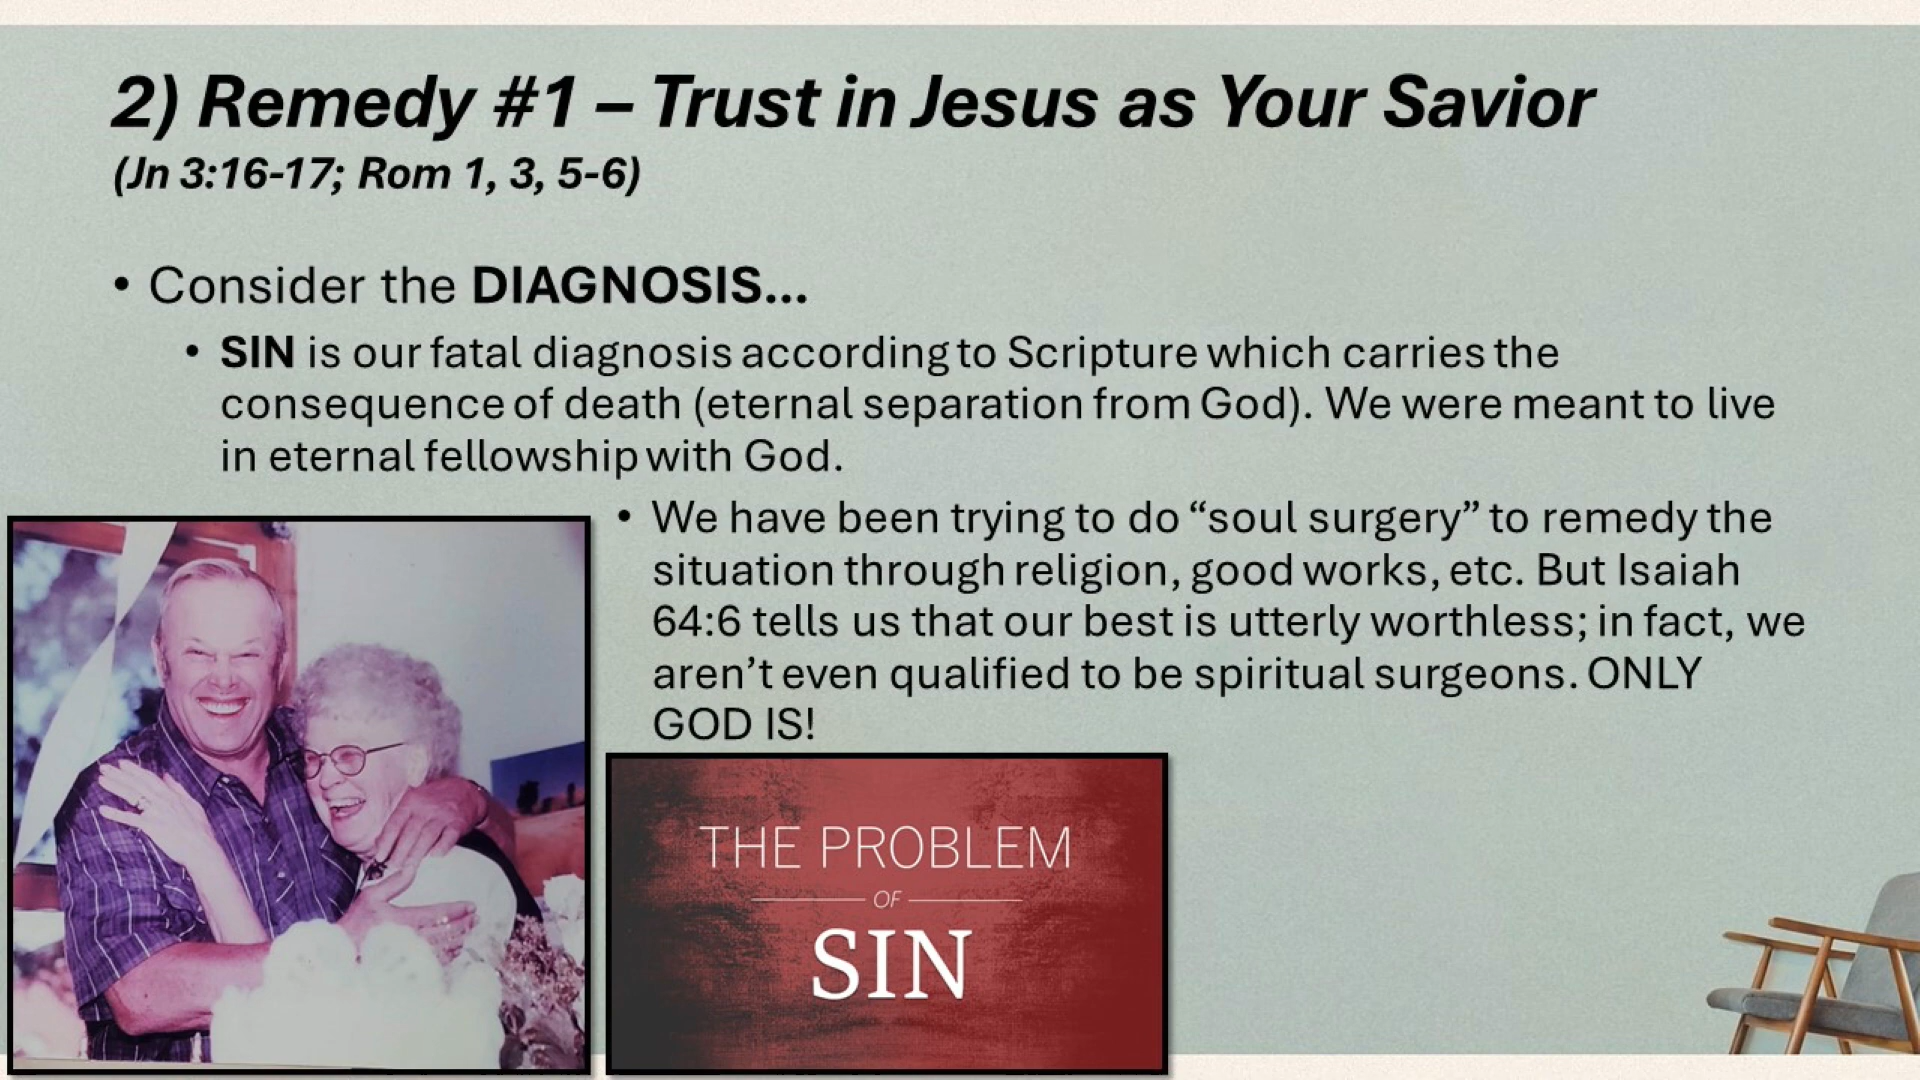 2) Remedy #1 – Trust in Jesus as Your Savior
(Jn 3:16-17; Rom 1, 3, 5-6)
• Consider the DIAGNOSIS...
• SIN is our fatal diagnosis according to Scripture which carries the
consequence of death (eternal separation from God). We were meant to live
in eternal fellowship with God.
• We have been trying to do “soul surgery” to remedy the
situation through religion, good works, etc. But Isaiah
64:6 tells us that our best is utterly worthless; in fact, we
aren’t even qualified to be spiritual surgeons. ONLY
GOD IS!
THE PROBLEM
OF
SIN